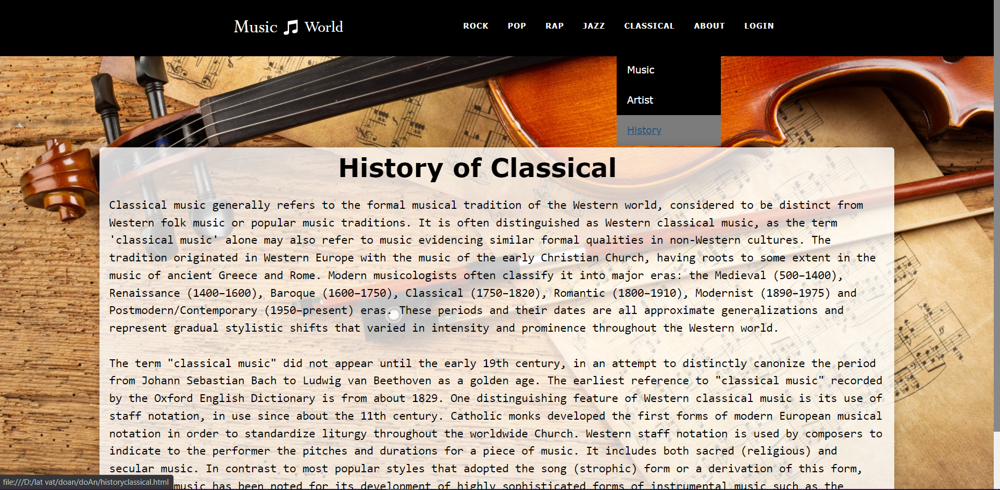 Music World
ROCK POP RAP JAZZ CLASSICAL ABOUT LOGIN
Music
Artist
History
History of Classical
Classical music generally refers to the formal musical tradition of the Western world, considered to be distinct from
Western folk music or popular music traditions. It is often distinguished as Western classical music, as the term
'classical music' alone may also refer to music evidencing similar formal qualities in non-Western cultures. The
tradition originated in Western Europe with the music of the early Christian Church, having roots to some extent in the
music of ancient Greece and Rome. Modern musicologists often classify it into major eras: the Medieval (500–1400),
Renaissance (1400–1600), Baroque (1600–1750), Classical (1750–1820), Romantic (1800–1910), Modernist (1890–1975) and
Postmodern/Contemporary (1950–present) eras. These periods and their dates are all approximate generalizations and
represent gradual stylistic shifts that varied in intensity and prominence throughout the Western world.
The term "classical music" did not appear until the early 19th century, in an attempt to distinctly canonize the period
from Johann Sebastian Bach to Ludwig van Beethoven as a golden age. The earliest reference to "classical music" recorded
by the Oxford English Dictionary is from about 1829. One distinguishing feature of Western classical music is its use of
staff notation, in use since about the 11th century. Catholic monks developed the first forms of modern European musical
notation in order to standardize liturgy throughout the worldwide Church. Western staff notation is used by composers to
indicate to the performer the pitches and durations for a piece of music. It includes both sacred (religious) and
secular music. In contrast to most popular styles that adopted the song (strophic) form or a derivation of this form,
music has been noted for its development of highly sophisticated forms of instrumental music such as the
file:///D:/lat vat/doan/doAn/historyclassical.html